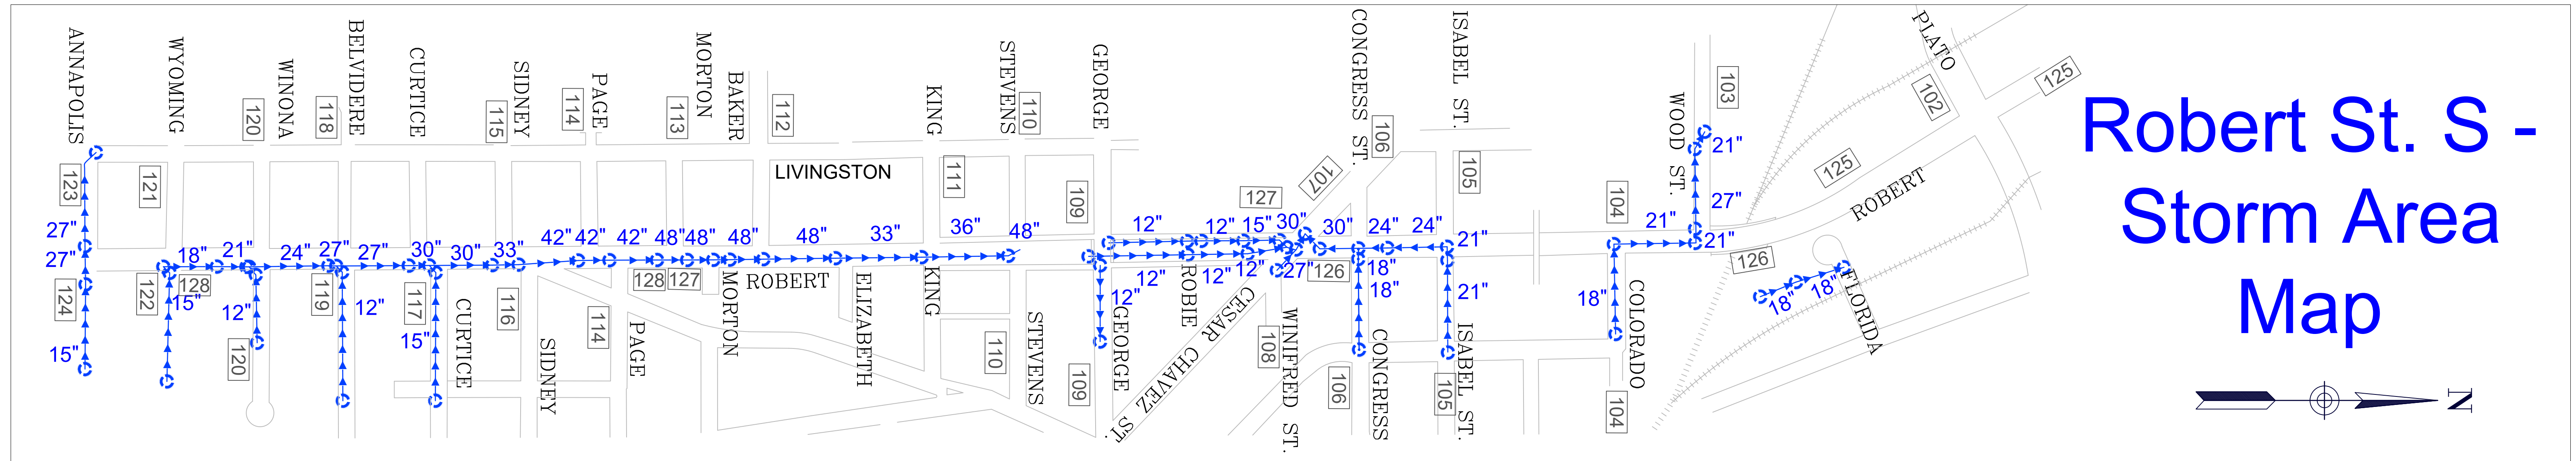 ANNAPOLIS
WYOMING
WINONA
BELVIDERE
CURTICE
SIDNEY
PAGE
MORTON
BAKER
KING
STEVENS
GEORGE
CONGRESS ST.
ISABEL ST.
WOOD ST.
PLATO
120
118
115
114
113
112
110
106
105
103
102
125
123
121
LIVINGSTON
111
109
127
107
104
125
ROBERT
27"
27"
18"
21"
24"
27"
27"
30"
30"
33"
42"
42"
42"
48"
48"
48"
48"
33"
36"
48"
12"
12"
15"
30"
30"
24"
24"
21"
21"
27"
21"
21"
124
122
128
15"
12"
119
12"
117
15"
116
114
128
127
ROBERT
12"
12"
12"
12"
27"
126
18"
18"
21"
18"
126
18"
18"
15"
120
CURTICE
SIDNEY
PAGE
MORTON
ELIZABETH
KING
110
STEVENS
109
GEORGE
ROBIE
CESAR CHAVEZ ST.
108
WINIFRED ST.
106
CONGRESS
105
ISABEL ST.
COLORADO
104
FLORIDA
Robert St. S -
Storm Area
Map
N